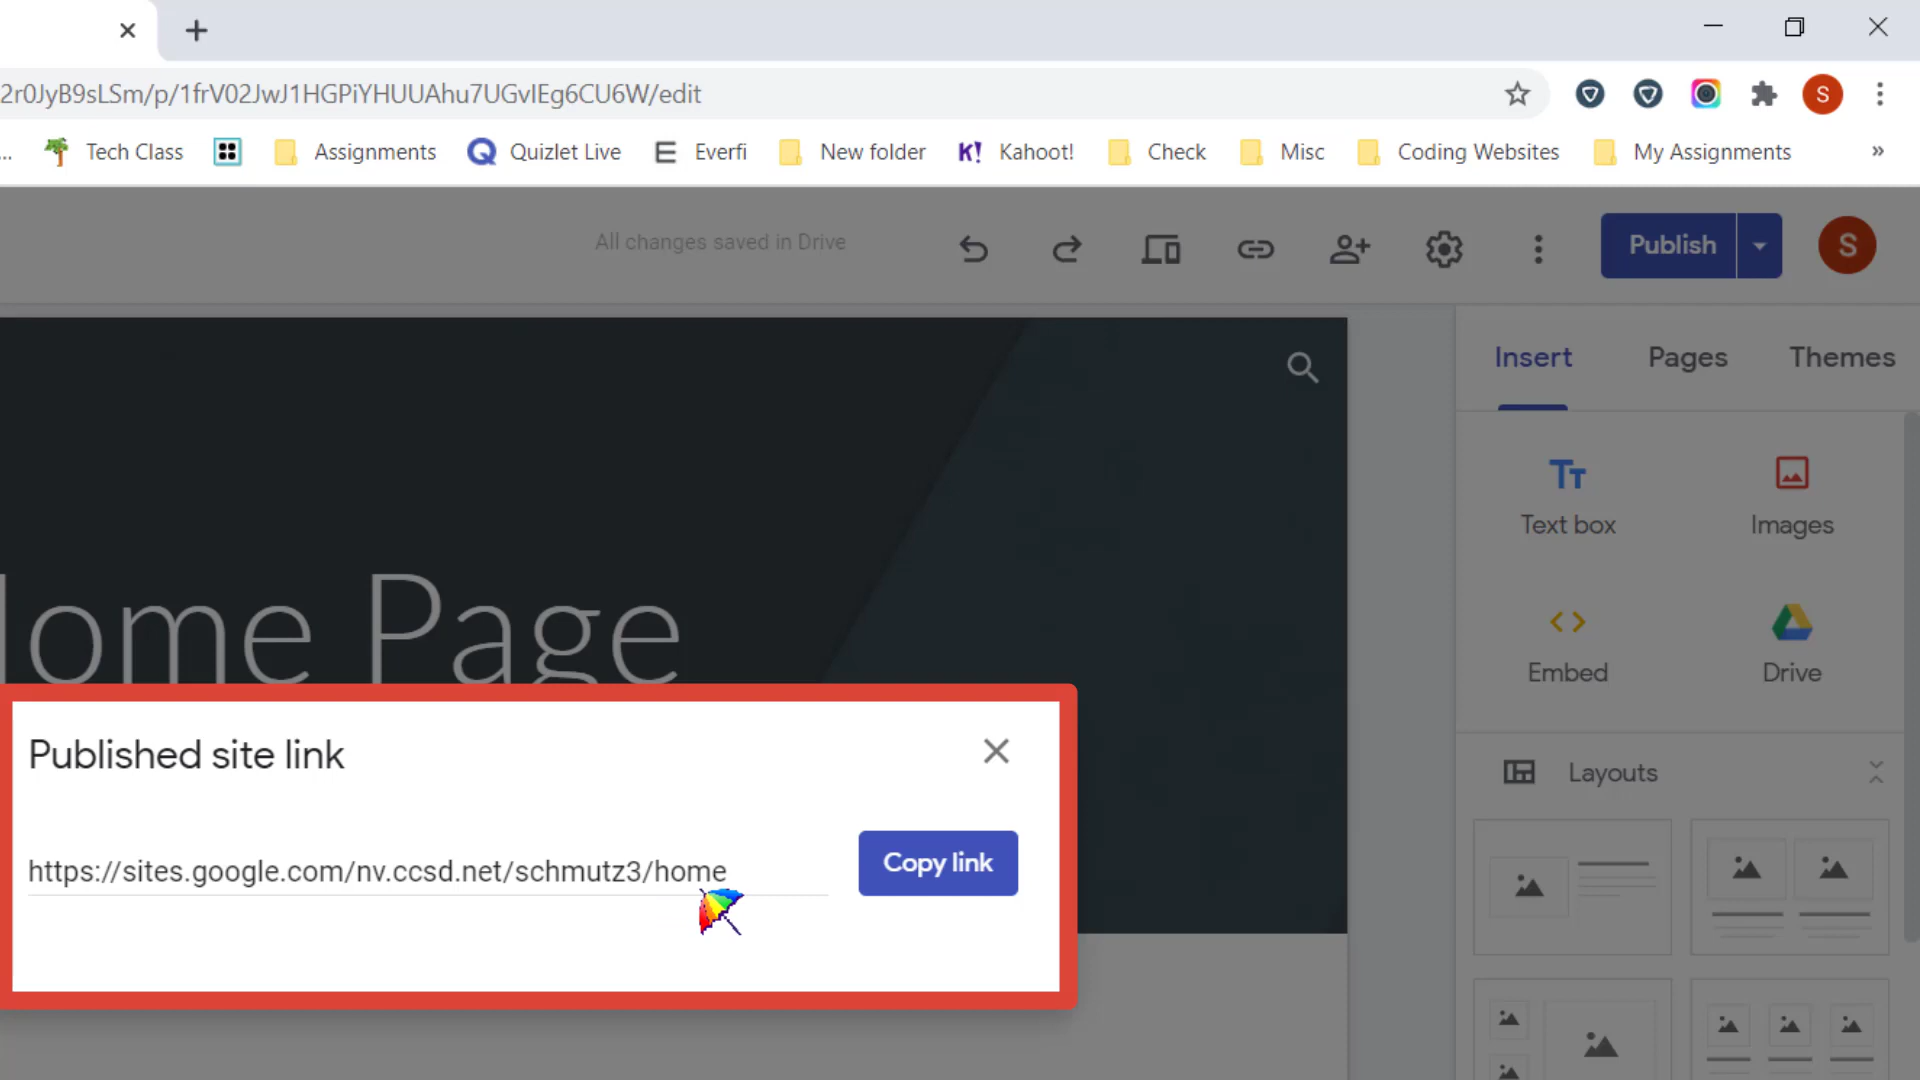 2r0JyB9sLSm/p/1frV02JwJ1HGPiYHUUAhu7UGvlEg6CU6W/edit
S
... Tech Class Assignments Quizlet Live Everfi New folder K! Kahoot! Check Misc Coding Websites My Assignments »
All changes saved in Drive
Publish
S
Insert Pages Themes
Text box Images
Embed Drive
Layouts
Home Page
Published site link
https://sites.google.com/nv.ccsd.net/schmutz3/home
Copy link